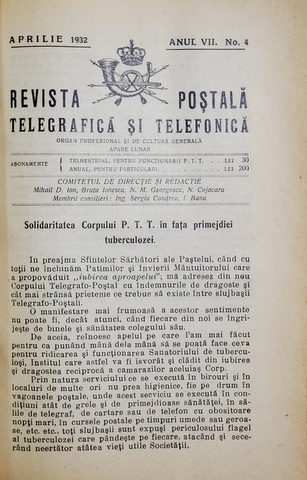 APRILIE 1932
ANUL VII. No. 4
REVISTA POȘTALĂ
TELEGRAFICĂ ȘI TELEFONICĂ
ORGAN PROFESIONAL ȘI DE CULTURĂ GENERALĂ
APARE LUNAR
ABONAMENTE
TRIMESTRIAL, PENTRU FUNCȚIONARII P. T. T. . . LEI 30
ANUAL, PENTRU PARTICULARI. . . . . . LEI 200
COMITETUL DE DIRECȚIE ȘI REDACȚIE
Mihail D. Ion, Bratu Ionescu, N. M. Georgescu, N. Cojocaru
Membrii consilieri : Ing. Sergiu Condrea, I. Banu
Solidaritatea Corpului P. T. T. în fața primejdiei
tuberculozei.
In preajma Sfintelor Sărbători ale Paștelui, când cu
toții ne închinăm Patimilor și Invierii Mântuitorului care
a propovăduit „iubirea aproapelui", mă adresez din nou
Corpului Telegrafo-Postal cu îndemnurile de dragoste și
cât mai strânsă prietenie ce trebue să existe între slujbașii
Telegrafo-Poștali.
O manifestare mai frumoasă a acestor sentimente
nu poate fi, decât atunci, când fiecare din noi se îngri-
jește de binele și sănătatea colegului său.
De aceia, reînoesc apelul pe care l'am mai făcut
pentru ca punând mână dela mână să se poată face ceva
pentru ridicarea și funcționarea Sanatoriului de tubercu-
loși, Institut care astfel va fi isvorât și clădit din iubirea
și dragostea reciprocă a camarazilor aceluiaș Corp.
Prin natura serviciului ce se execută în birouri și în
localuri de multe ori nu prea higienice, fie pe drum în
vagoanele poștale, unde acest secviciu se execută în con-
dițiuni atât de grele și de primejdioase sănătăței, în să-
lile de telegraf, de cartare sau de telefon cu obositoare
nopți mari, în cursele postale pe timpuri umede sau geroa-
se, etc. etc., toți slujbașii sunt expuși periculosului flagel
al tuberculozei care pândește pe fiecare, atacând și sece-
rând neertător atâtea vieți utile Societății,